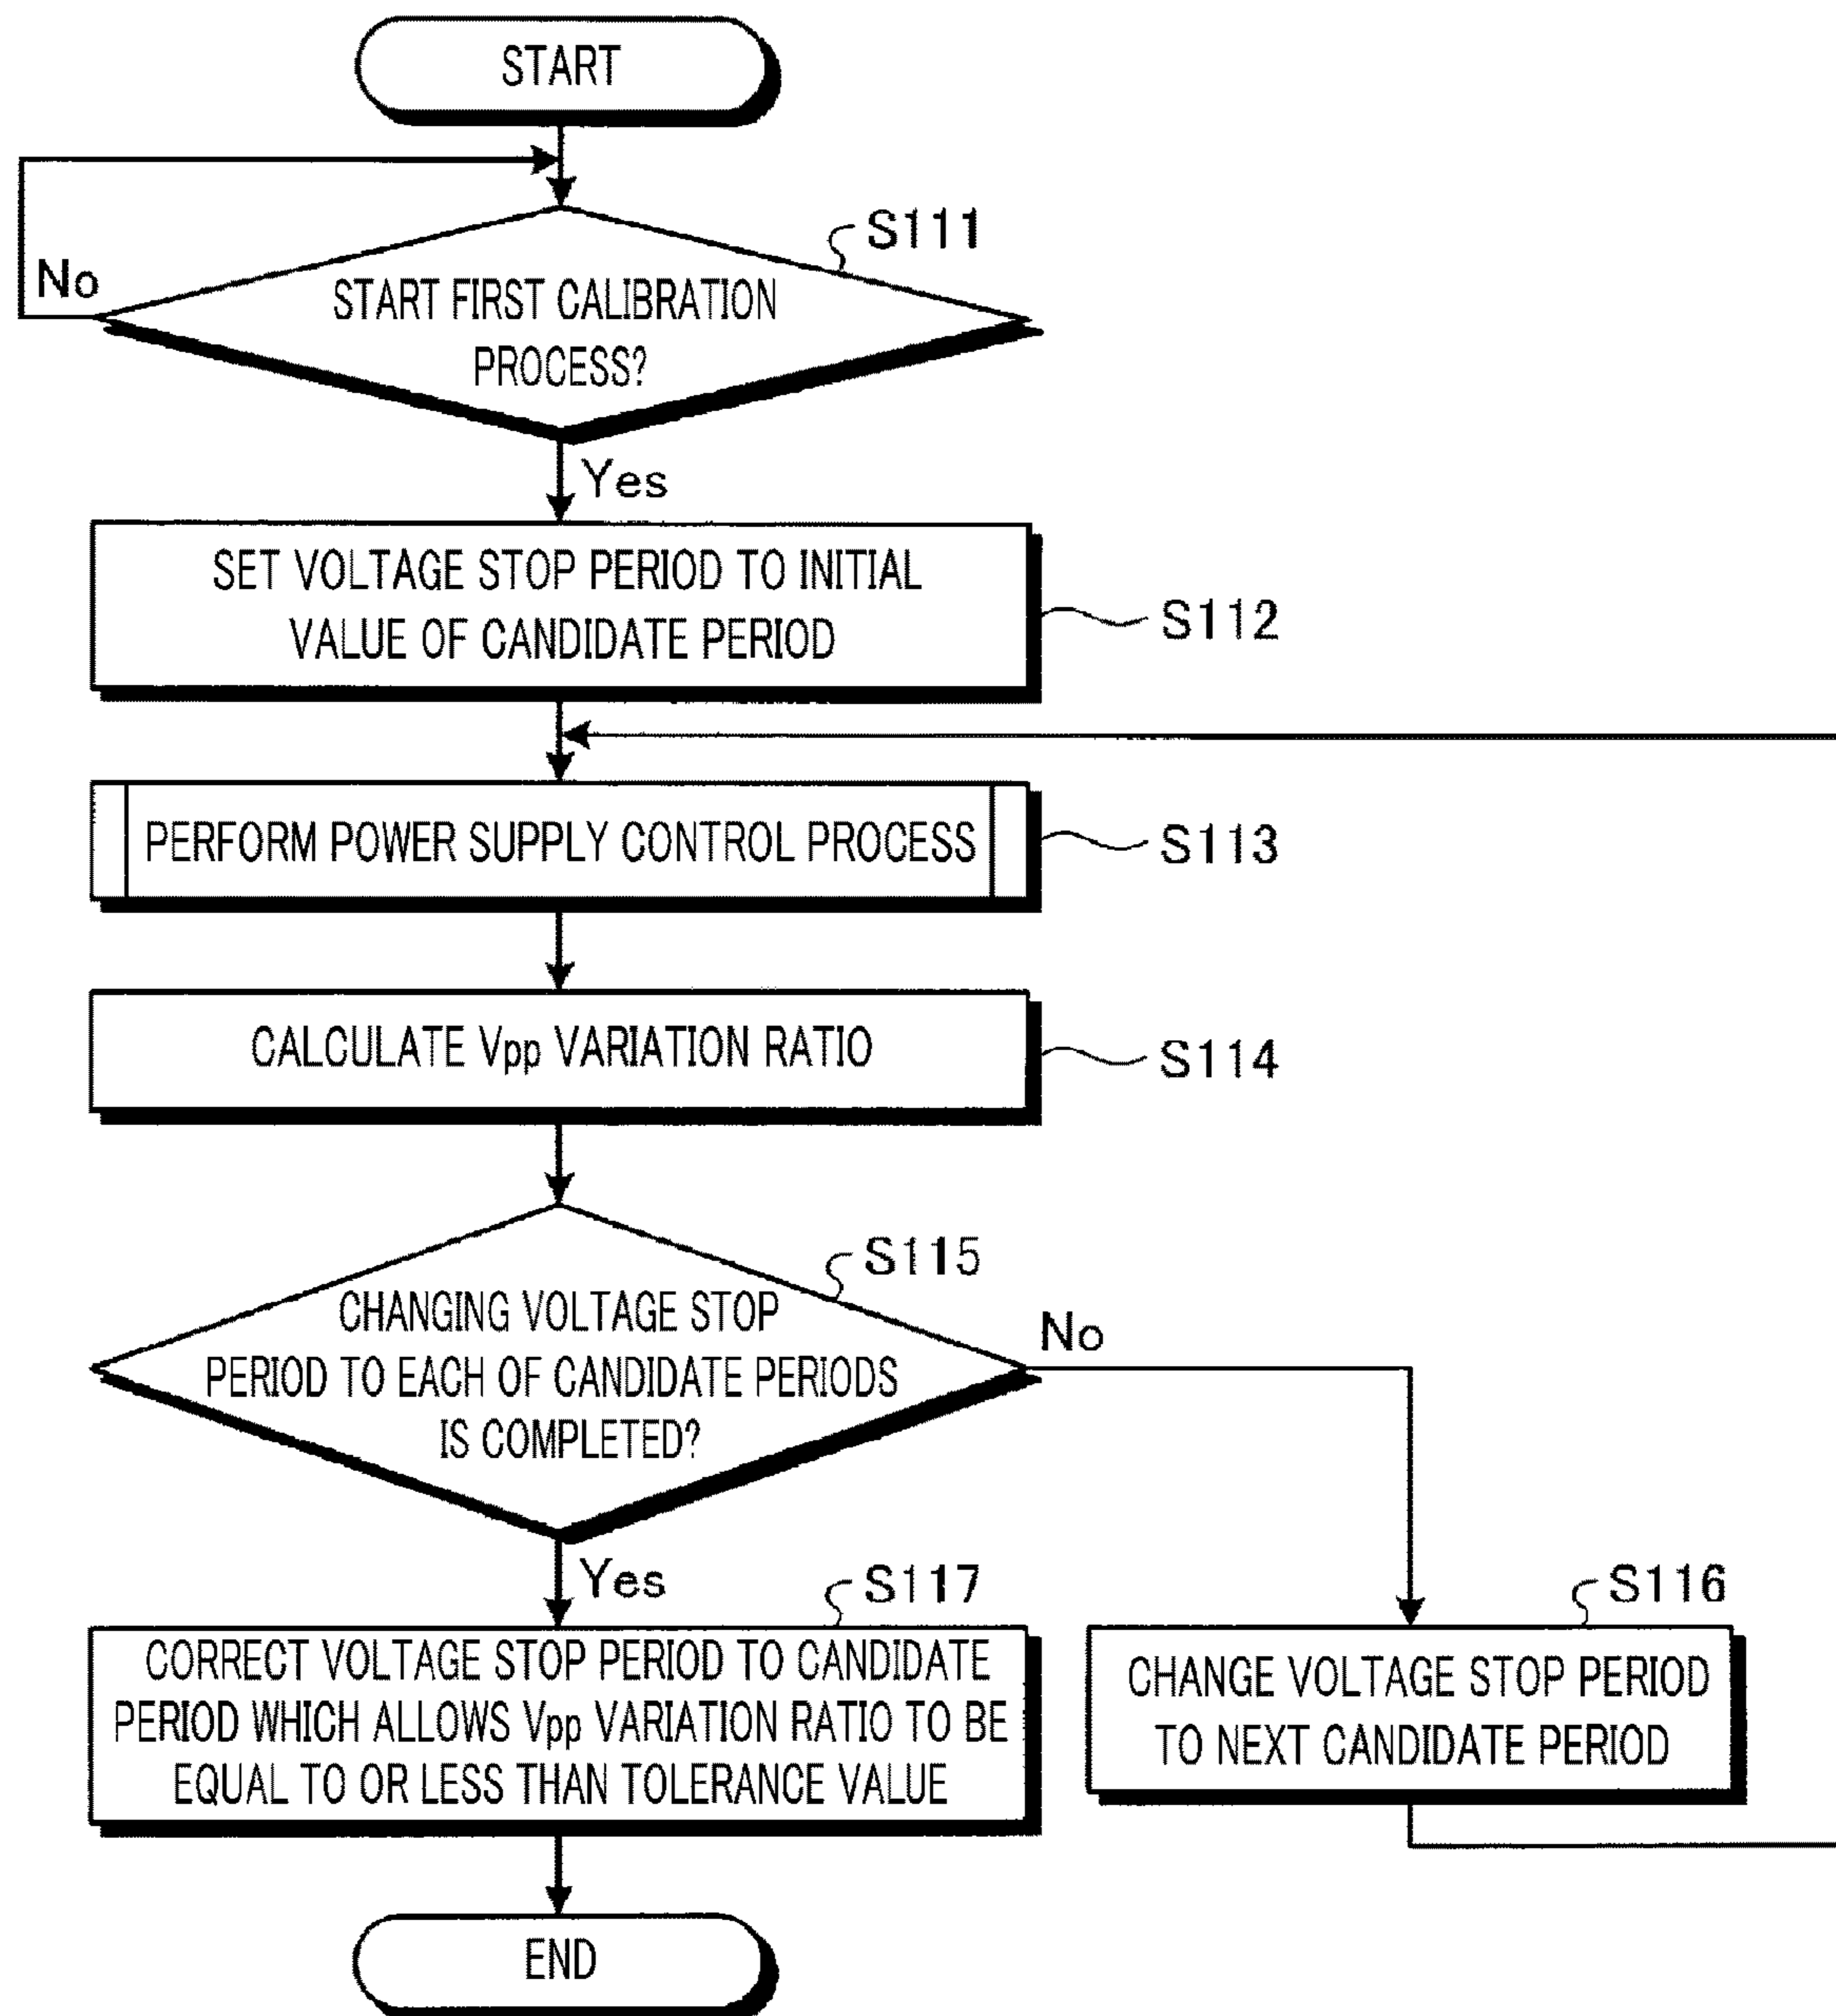 START
S111
No
START FIRST CALIBRATION
PROCESS?
Yes
SET VOLTAGE STOP PERIOD TO INITIAL
VALUE OF CANDIDATE PERIOD
S112
PERFORM POWER SUPPLY CONTROL PROCESS
S113
CALCULATE Vpp VARIATION RATIO
S114
S115
CHANGING VOLTAGE STOP
PERIOD TO EACH OF CANDIDATE PERIODS
IS COMPLETED?
No
Yes
S117
CORRECT VOLTAGE STOP PERIOD TO CANDIDATE
PERIOD WHICH ALLOWS Vpp VARIATION RATIO TO BE
EQUAL TO OR LESS THAN TOLERANCE VALUE
S116
CHANGE VOLTAGE STOP PERIOD
TO NEXT CANDIDATE PERIOD
END